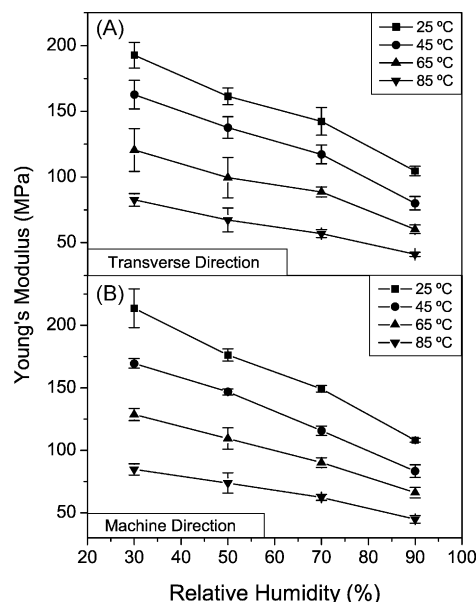 (A)
25 ºC
45 ºC
65 ºC
85 ºC
200
150
100
50
Transverse Direction
Young's Modulus (MPa)
(B)
25 ºC
45 ºC
65 ºC
85 ºC
200
150
100
50
Machine Direction
20 30 40 50 60 70 80 90 100
Relative Humidity (%)